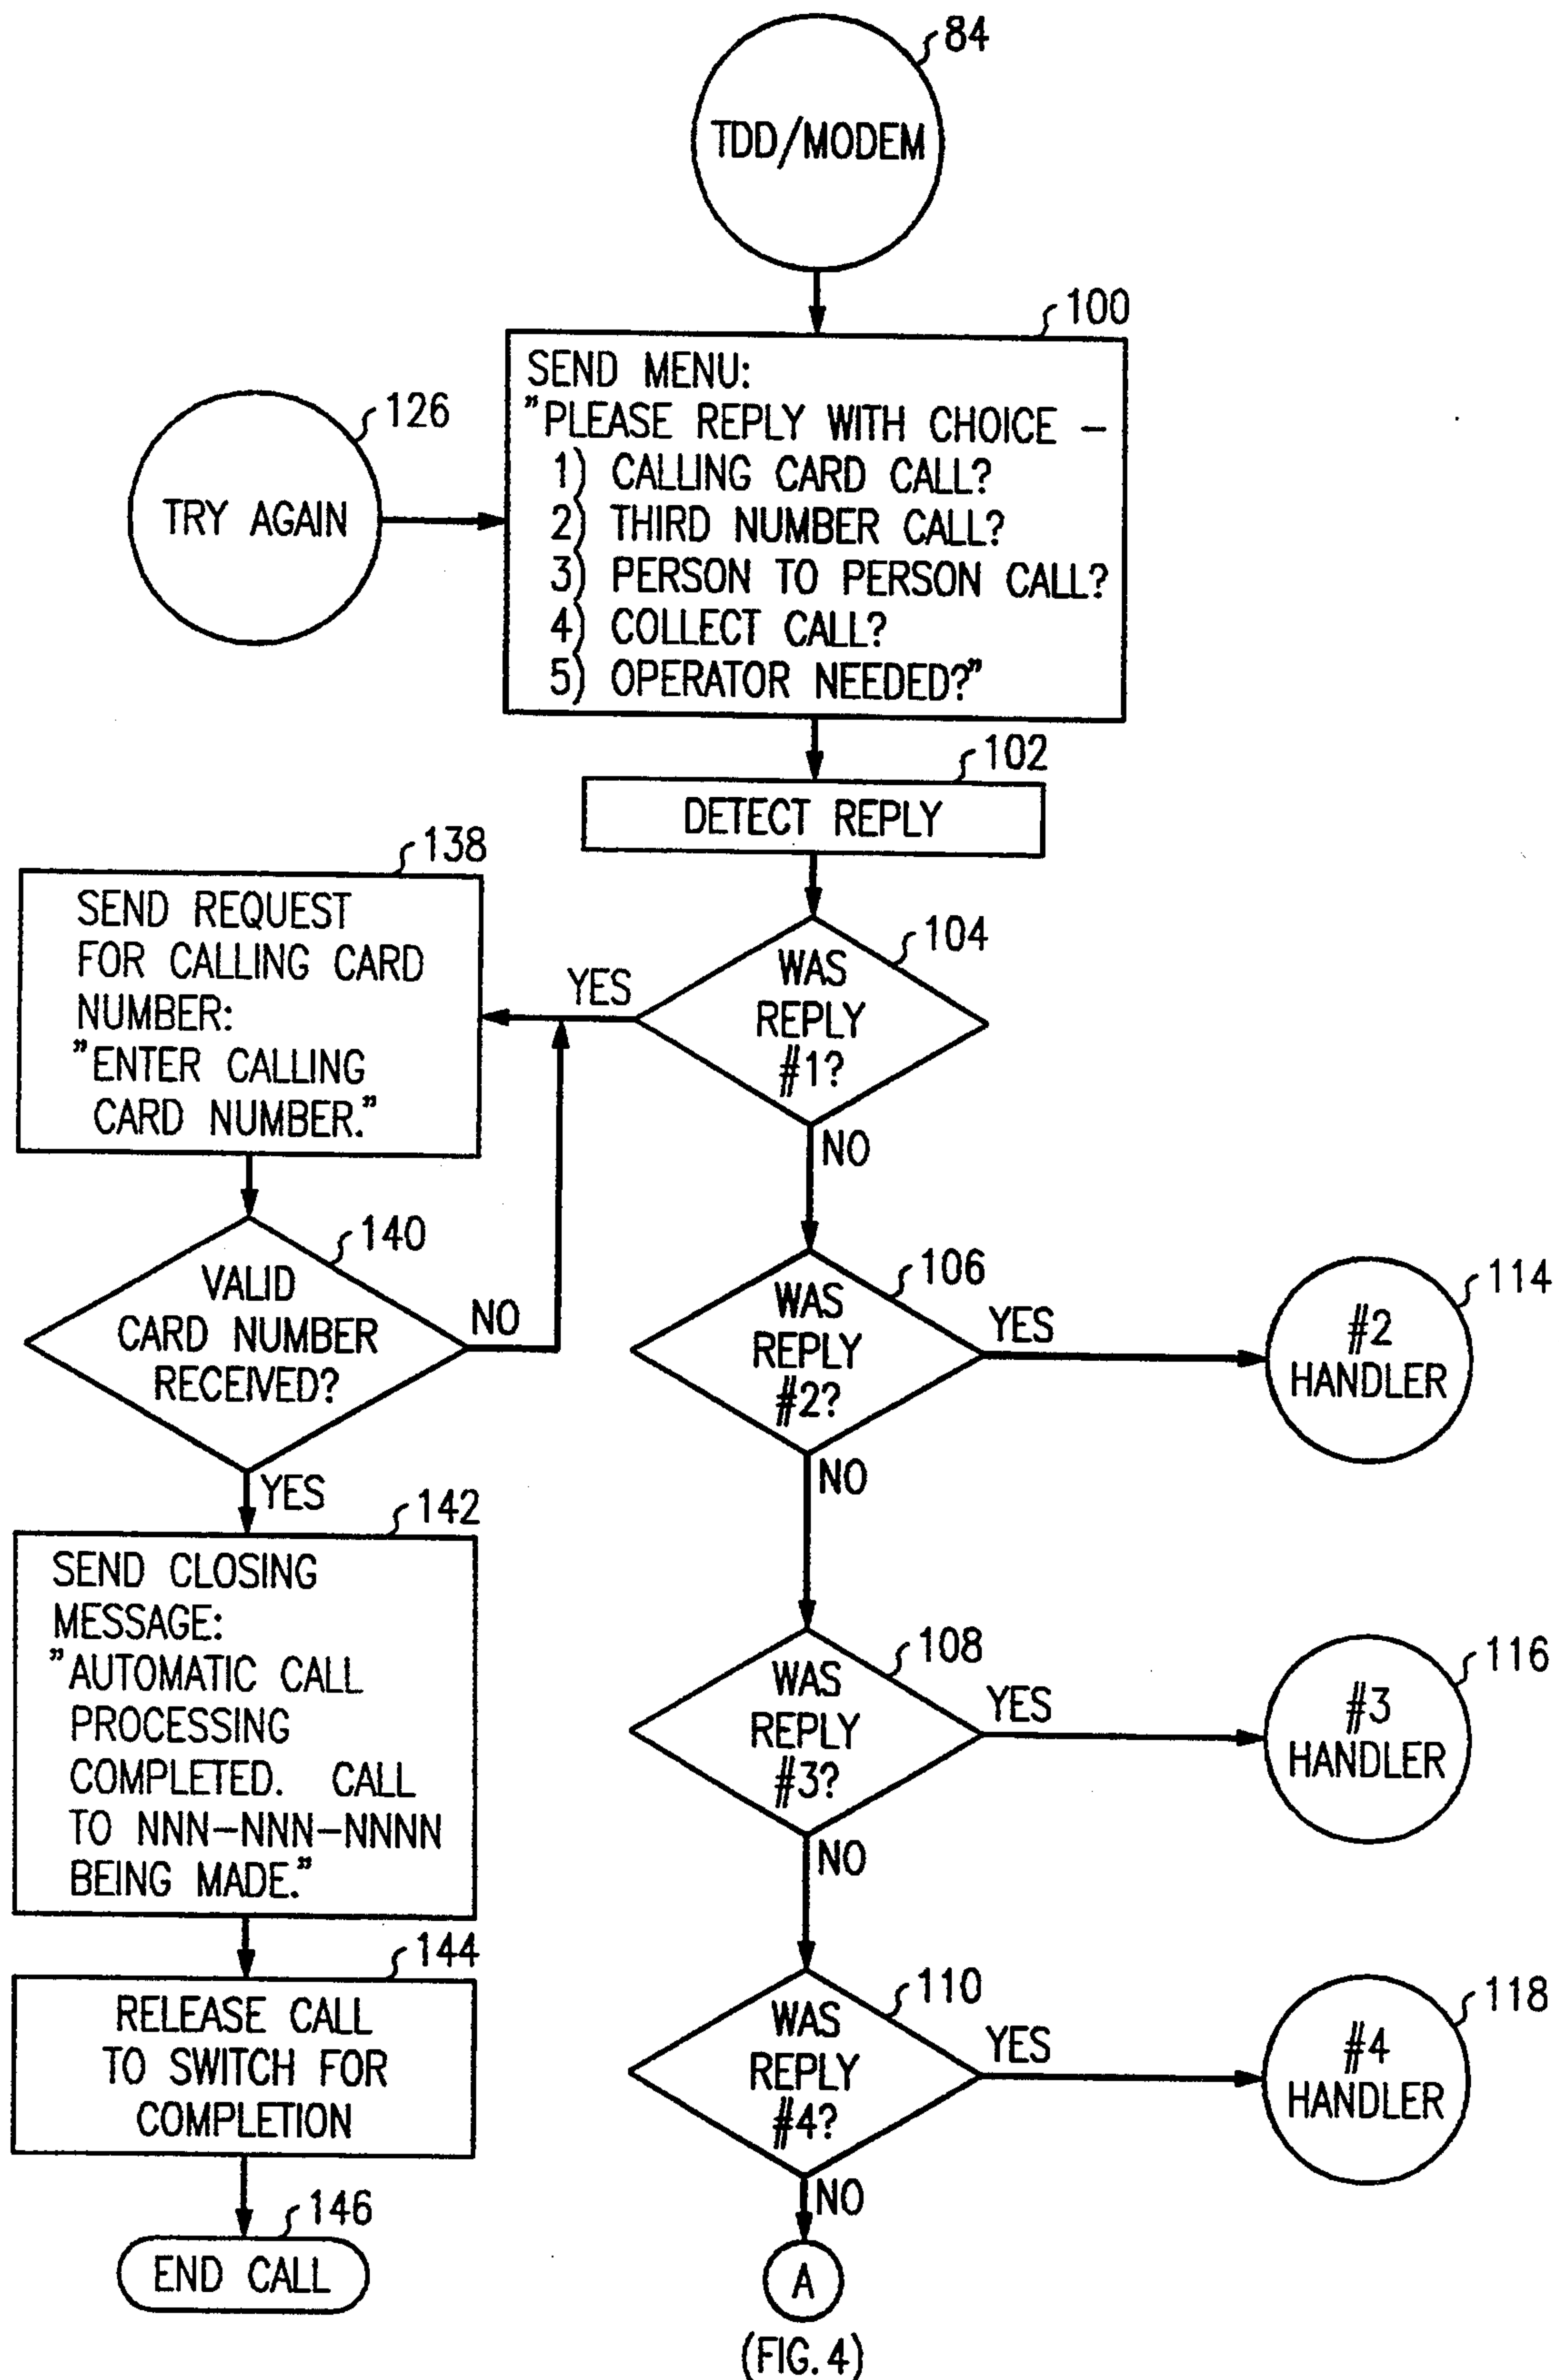 84
TDD/MODEM
100
SEND MENU:
"PLEASE REPLY WITH CHOICE –
1) CALLING CARD CALL?
2) THIRD NUMBER CALL?
3) PERSON TO PERSON CALL?
4) COLLECT CALL?
5) OPERATOR NEEDED?"
126
TRY AGAIN
102
DETECT REPLY
104
WAS
REPLY
#1?
YES
NO
138
SEND REQUEST
FOR CALLING CARD
NUMBER:
"ENTER CALLING
CARD NUMBER."
140
VALID
CARD NUMBER
RECEIVED?
NO
YES
142
SEND CLOSING
MESSAGE:
"AUTOMATIC CALL
PROCESSING
COMPLETED. CALL
TO NNN–NNN–NNNN
BEING MADE."
144
RELEASE CALL
TO SWITCH FOR
COMPLETION
146
END CALL
106
WAS
REPLY
#2?
YES
NO
114
#2
HANDLER
108
WAS
REPLY
#3?
YES
NO
116
#3
HANDLER
110
WAS
REPLY
#4?
YES
NO
118
#4
HANDLER
A
(FIG. 4)